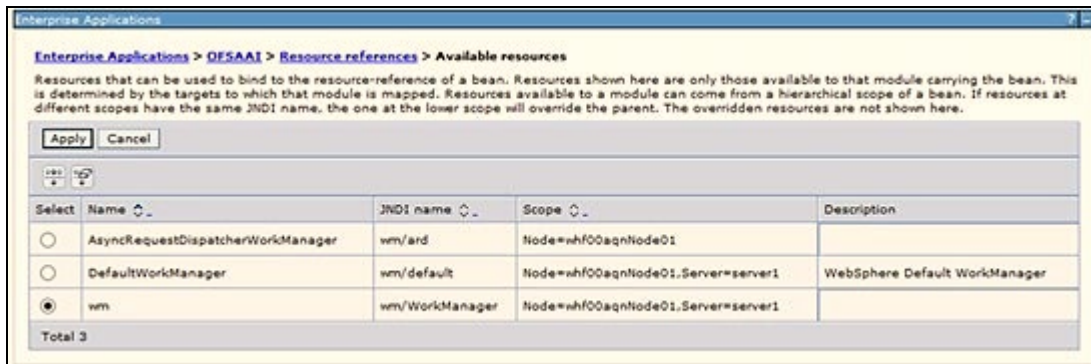 Enterprise Applications
Enterprise Applications > OFSAAI > Resource references > Available resources
Resources that can be used to bind to the resource-reference of a bean. Resources shown here are only those available to that module carrying the bean. This
is determined by the targets to which that module is mapped. Resources available to a module can come from a hierarchical scope of a bean. If resources at
different scopes have the same JNDI name, the one at the lower scope will override the parent. The overridden resources are not shown here.
Apply Cancel
Select Name JNDI name Scope Description
AsyncRequestDispatcherWorkManager wm/ard Node=whf00aqnNode01
DefaultWorkManager wm/default Node=whf00aqnNode01,Server=server1 WebSphere Default WorkManager
wm wm/WorkManager Node=whf00aqnNode01,Server=server1
Total 3